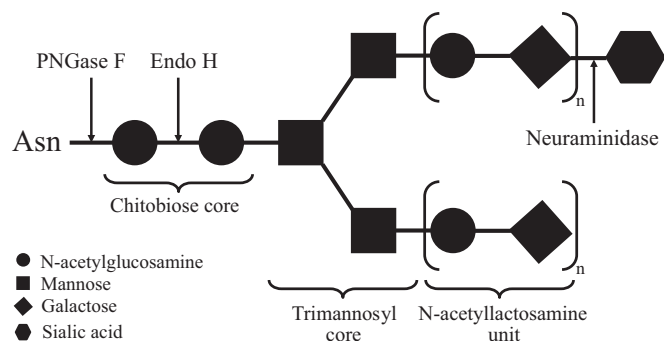 PNGase F
Endo H
n
Neuraminidase
Asn
Chitobiose core
n
N-acetylglucosamine
Mannose
Galactose
Sialic acid
Trimannosyl
core
N-acetyllactosamine
unit